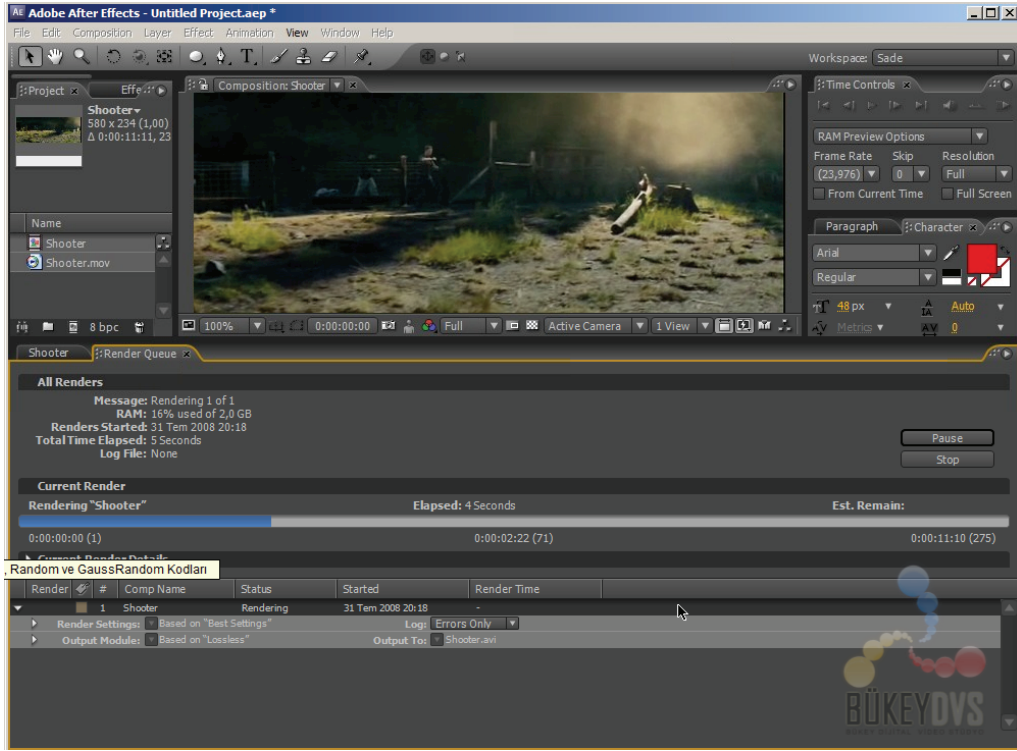 Adobe After Effects - Untitled Project.aep *
File Edit Composition Layer Effect Animation View Window Help
Workspace: Sade
Project
Effe
Composition: Shooter
Time Controls
Shooter
580 x 234 (1,00)
Δ 0:00:11:11, 23
RAM Preview Options
Frame Rate Skip Resolution
(23,976) 0 Full
From Current Time Full Screen
Name
Shooter
Shooter.mov
Paragraph Character
Arial
Regular
48 px Auto
Metrics 0
8 bpc
100% 0:00:00:00 Full Active Camera 1 View
Shooter Render Queue
All Renders
Message: Rendering 1 of 1
RAM: 16% used of 2,0 GB
Renders Started: 31 Tem 2008 20:18
Total Time Elapsed: 5 Seconds
Log File: None
Pause
Stop
Current Render
Rendering "Shooter" Elapsed: 4 Seconds Est. Remain:
0:00:00:00 (1) 0:00:02:22 (71) 0:00:11:10 (275)
Current Render Details
, Random ve GaussRandom Kodları
Render # Comp Name Status Started Render Time
1 Shooter Rendering 31 Tem 2008 20:18 -
Render Settings: Based on "Best Settings" Log: Errors Only
Output Module: Based on "Lossless" Output To: Shooter.avi
BÜKEYDVS
BÜKEY DIGITAL VIDEO STÜDYO